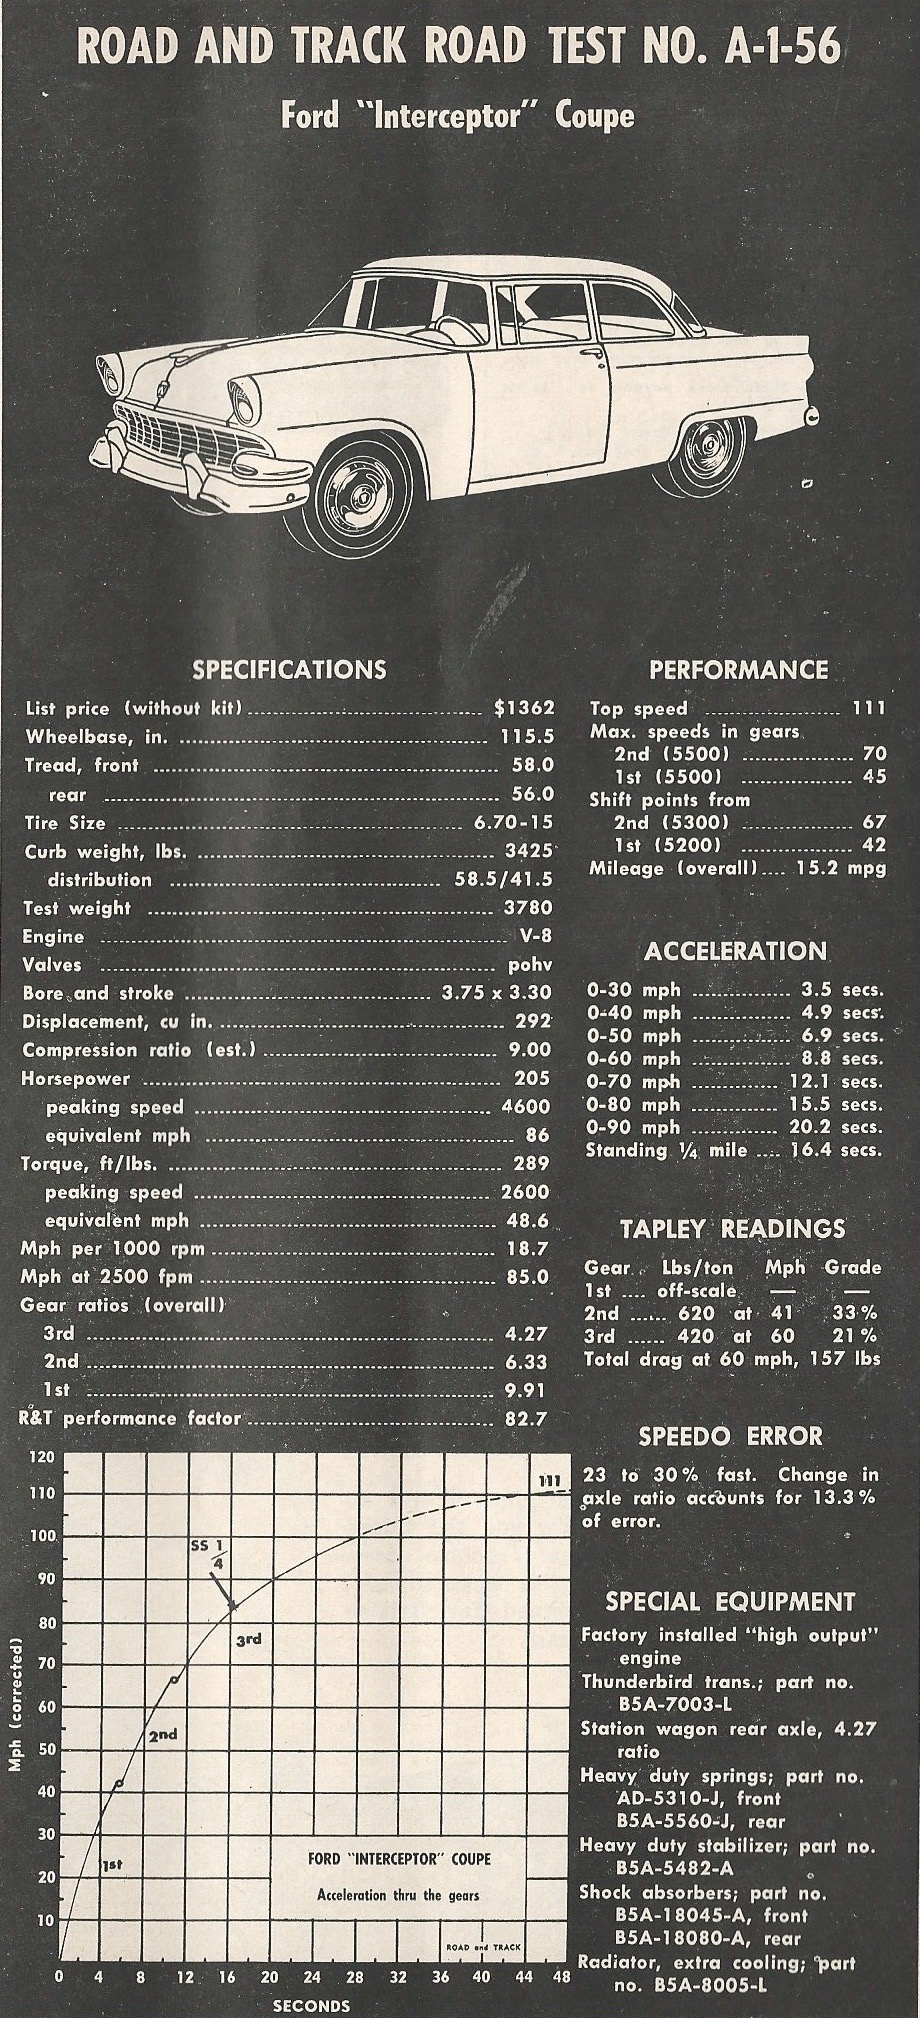 ROAD AND TRACK ROAD TEST NO. A-1-56
Ford "Interceptor" Coupe
SPECIFICATIONS
List price (without kit) $1362
Wheelbase, in. 115.5
Tread, front 58.0
rear 56.0
Tire Size 6.70-15
Curb weight, lbs. 3425
distribution 58.5/41.5
Test weight 3780
Engine V-8
Valves pohv
Bore and stroke 3.75 x 3.30
Displacement, cu in. 292
Compression ratio (est.) 9.00
Horsepower 205
peaking speed 4600
equivalent mph 86
Torque, ft/lbs. 289
peaking speed 2600
equivalent mph 48.6
Mph per 1000 rpm 18.7
Mph at 2500 fpm 85.0
Gear ratios (overall)
3rd 4.27
2nd 6.33
1st 9.91
R&T performance factor 82.7
PERFORMANCE
Top speed 111
Max. speeds in gears
2nd (5500) 70
1st (5500) 45
Shift points from
2nd (5300) 67
1st (5200) 42
Mileage (overall) 15.2 mpg
ACCELERATION
0-30 mph 3.5 secs.
0-40 mph 4.9 secs.
0-50 mph 6.9 secs.
0-60 mph 8.8 secs.
0-70 mph 12.1 secs.
0-80 mph 15.5 secs.
0-90 mph 20.2 secs.
Standing ¼ mile 16.4 secs.
TAPLEY READINGS
Gear Lbs/ton Mph Grade
1st off-scale — —
2nd 620 at 41 33%
3rd 420 at 60 21%
Total drag at 60 mph, 157 lbs
SPEEDO ERROR
23 to 30% fast. Change in
axle ratio accounts for 13.3%
of error.
SPECIAL EQUIPMENT
Factory installed "high output"
engine
Thunderbird trans.; part no.
B5A-7003-L
Station wagon rear axle, 4.27
ratio
Heavy duty springs; part no.
AD-5310-J, front
B5A-5560-J, rear
Heavy duty stabilizer; part no.
B5A-5482-A
Shock absorbers; part no.
B5A-18045-A, front
B5A-18080-A, rear
Radiator, extra cooling; part
no. B5A-8005-L
Mph (corrected)
120
110
100
90
80
70
60
50
40
30
20
10
111
SS 1/4
3rd
2nd
1st
FORD "INTERCEPTOR" COUPE
Acceleration thru the gears
ROAD and TRACK
0 4 8 12 16 20 24 28 32 36 40 44 48
SECONDS